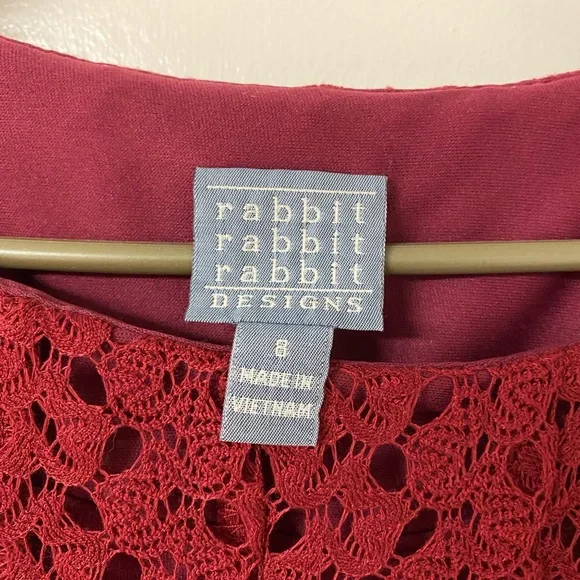 rabbit
rabbit
rabbit
DESIGNS
8
MADE IN
VIETNAM